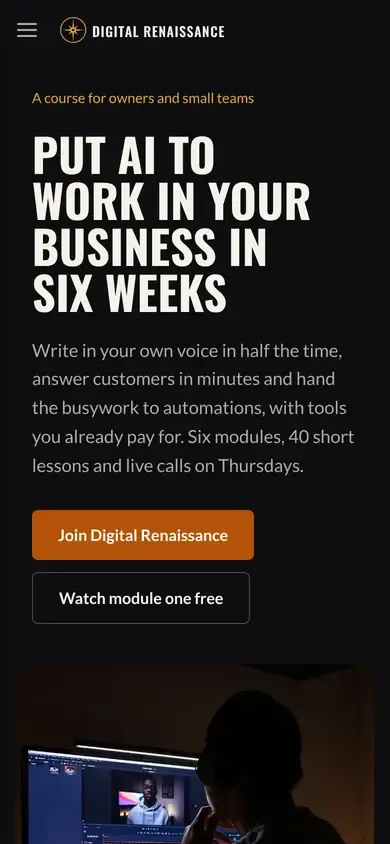 DIGITAL RENAISSANCE
A course for owners and small teams
PUT AI TO
WORK IN YOUR
BUSINESS IN
SIX WEEKS
Write in your own voice in half the time,
answer customers in minutes and hand
the busywork to automations, with tools
you already pay for. Six modules, 40 short
lessons and live calls on Thursdays.
Join Digital Renaissance
Watch module one free